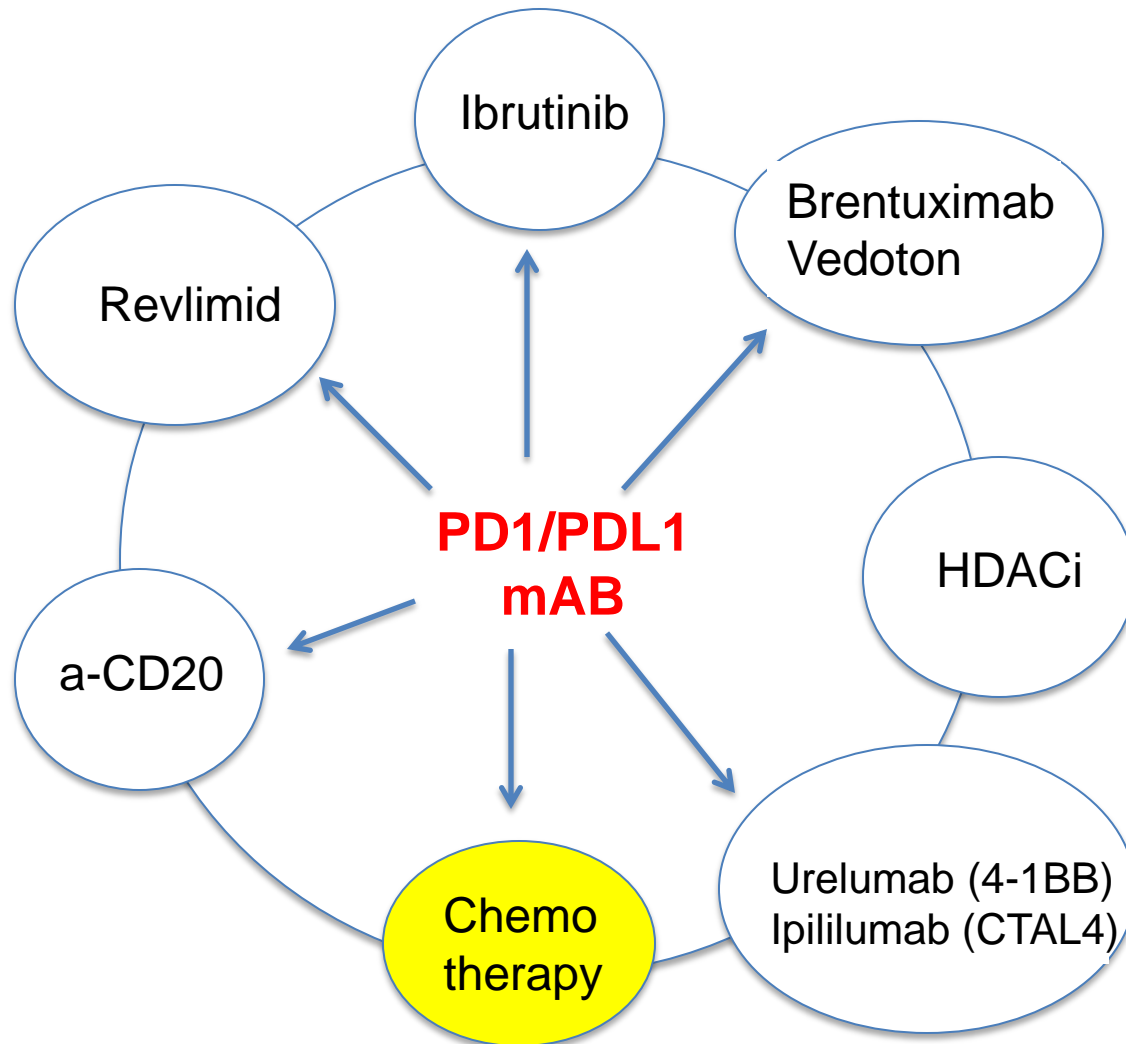 Ibrutinib
Brentuximab
Vedoton
Revlimid
PD1/PDL1
mAB
HDACi
a-CD20
Urelumab (4-1BB)
Ipililumab (CTAL4)
Chemo
therapy